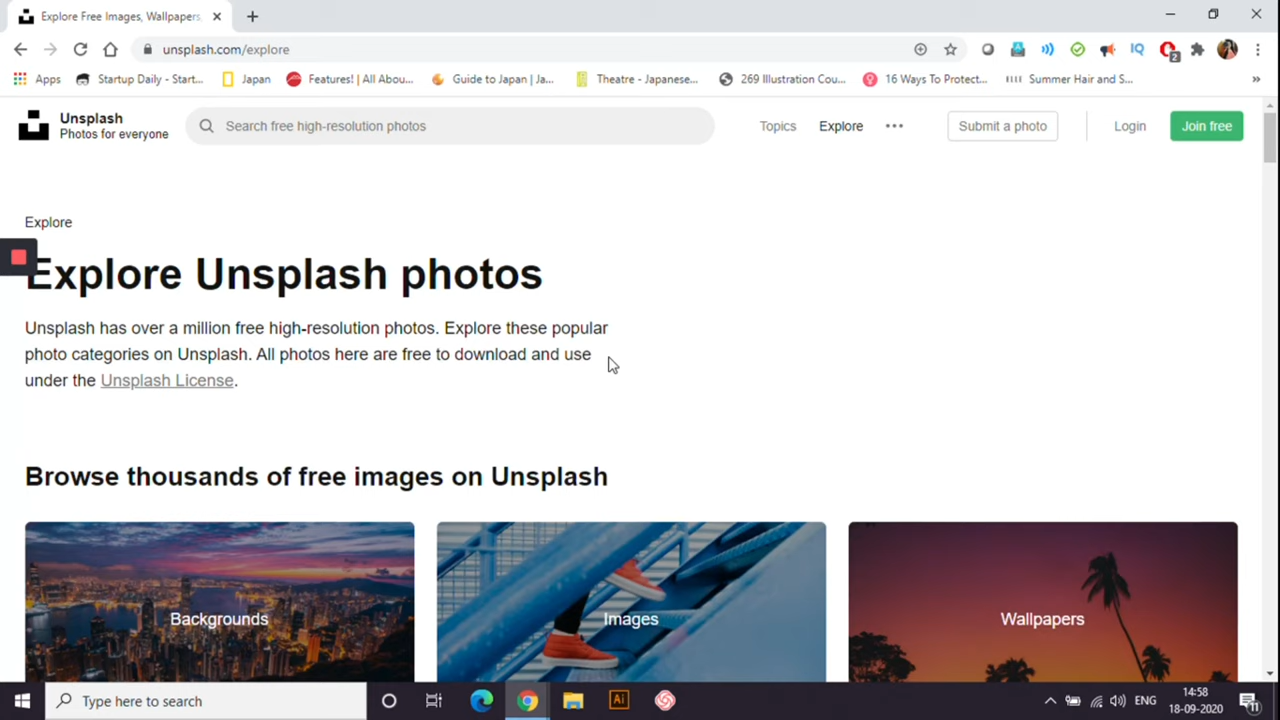 Explore Free Images, Wallpapers
unsplash.com/explore
Apps
Startup Daily - Start...
Japan
Features! | All Abou...
Guide to Japan | Ja...
Theatre - Japanese...
269 Illustration Cou...
16 Ways To Protect...
Summer Hair and S...
IQ
2
Unsplash
Photos for everyone
Search free high-resolution photos
Topics
Explore
Submit a photo
Login
Join free
Explore
Explore Unsplash photos
Unsplash has over a million free high-resolution photos. Explore these popular
photo categories on Unsplash. All photos here are free to download and use
under the Unsplash License.
Browse thousands of free images on Unsplash
Backgrounds
Images
Wallpapers
Type here to search
Ai
ENG
14:58
18-09-2020
11